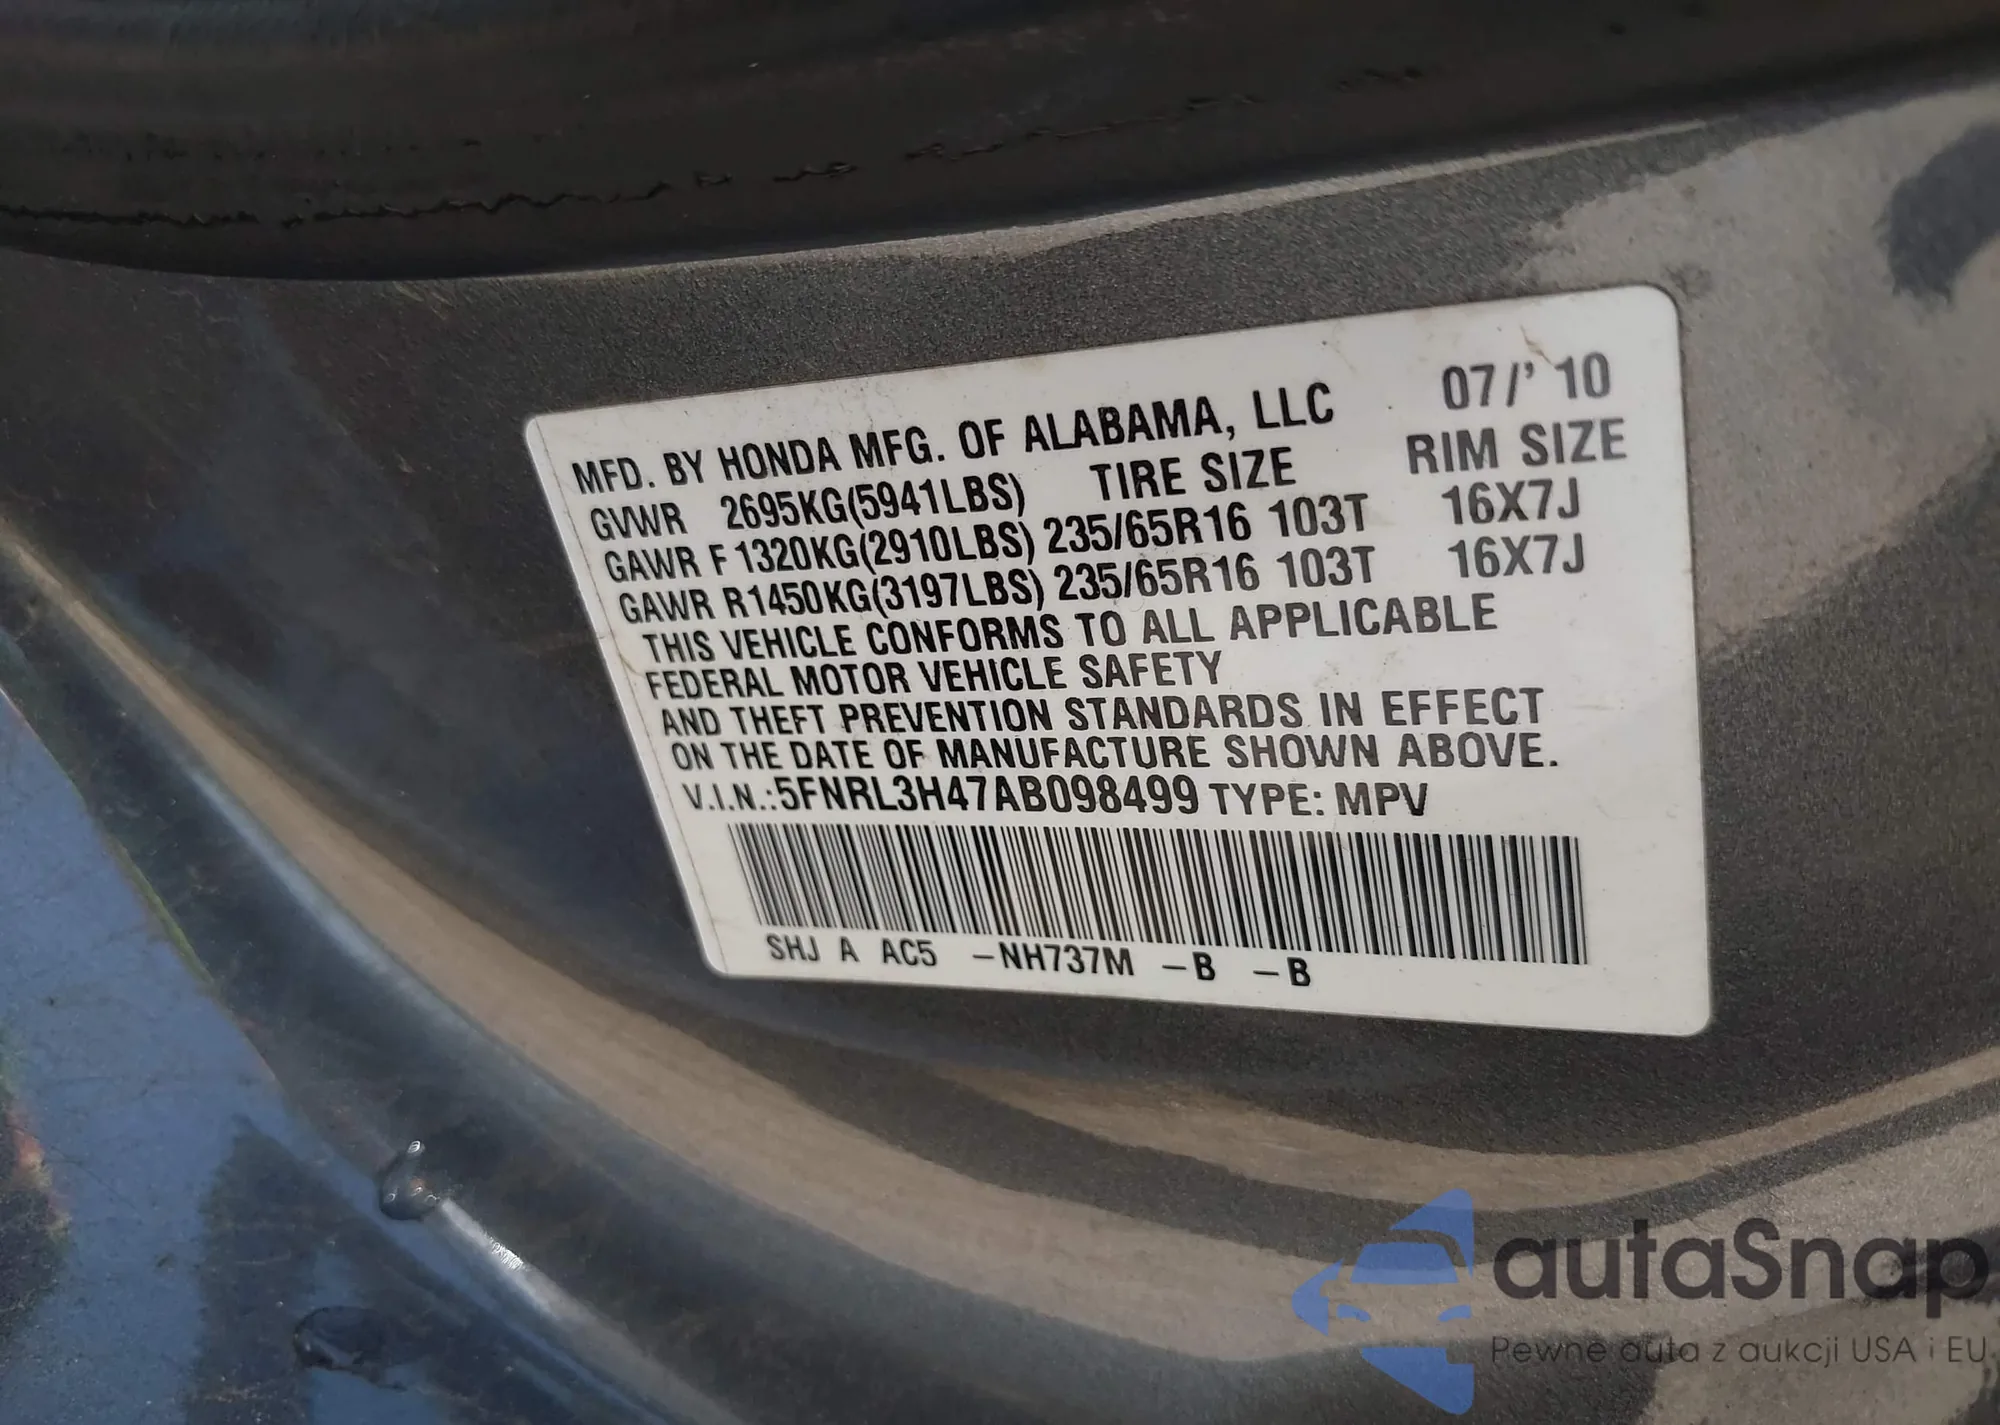 MFD. BY HONDA MFG. OF ALABAMA, LLC 07/' 10
GVWR 2695KG(5941LBS) TIRE SIZE RIM SIZE
GAWR F 1320KG(2910LBS) 235/65R16 103T 16X7J
GAWR R1450KG(3197LBS) 235/65R16 103T 16X7J
THIS VEHICLE CONFORMS TO ALL APPLICABLE
FEDERAL MOTOR VEHICLE SAFETY
AND THEFT PREVENTION STANDARDS IN EFFECT
ON THE DATE OF MANUFACTURE SHOWN ABOVE.
V.I.N.:5FNRL3H47AB098499 TYPE: MPV
SHJ A AC5 -NH737M -B -B
autaSnap
Pewne auta z aukcji USA i EU